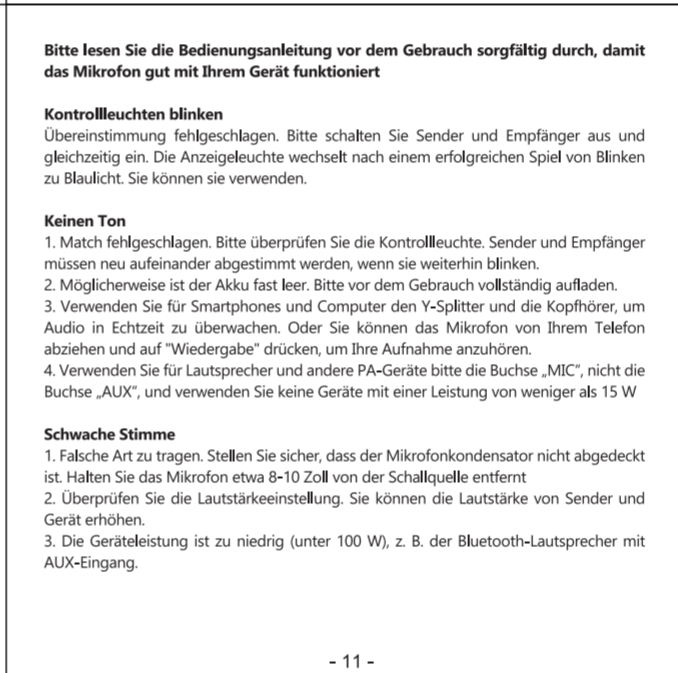 Bitte lesen Sie die Bedienungsanleitung vor dem Gebrauch sorgfältig durch, damit
das Mikrofon gut mit Ihrem Gerät funktioniert
Kontrollleuchten blinken
Übereinstimmung fehlgeschlagen. Bitte schalten Sie Sender und Empfänger aus und
gleichzeitig ein. Die Anzeigeleuchte wechselt nach einem erfolgreichen Spiel von Blinken
zu Blaulicht. Sie können sie verwenden.
Keinen Ton
1. Match fehlgeschlagen. Bitte überprüfen Sie die Kontrollleuchte. Sender und Empfänger
müssen neu aufeinander abgestimmt werden, wenn sie weiterhin blinken.
2. Möglicherweise ist der Akku fast leer. Bitte vor dem Gebrauch vollständig aufladen.
3. Verwenden Sie für Smartphones und Computer den Y-Splitter und die Kopfhörer, um
Audio in Echtzeit zu überwachen. Oder Sie können das Mikrofon von Ihrem Telefon
abziehen und auf "Wiedergabe" drücken, um Ihre Aufnahme anzuhören.
4. Verwenden Sie für Lautsprecher und andere PA-Geräte bitte die Buchse „MIC“, nicht die
Buchse „AUX“, und verwenden Sie keine Geräte mit einer Leistung von weniger als 15 W
Schwache Stimme
1. Falsche Art zu tragen. Stellen Sie sicher, dass der Mikrofonkondensator nicht abgedeckt
ist. Halten Sie das Mikrofon etwa 8-10 Zoll von der Schallquelle entfernt
2. Überprüfen Sie die Lautstärkeeinstellung. Sie können die Lautstärke von Sender und
Gerät erhöhen.
3. Die Geräteleistung ist zu niedrig (unter 100 W), z. B. der Bluetooth-Lautsprecher mit
AUX-Eingang.
- 11 -